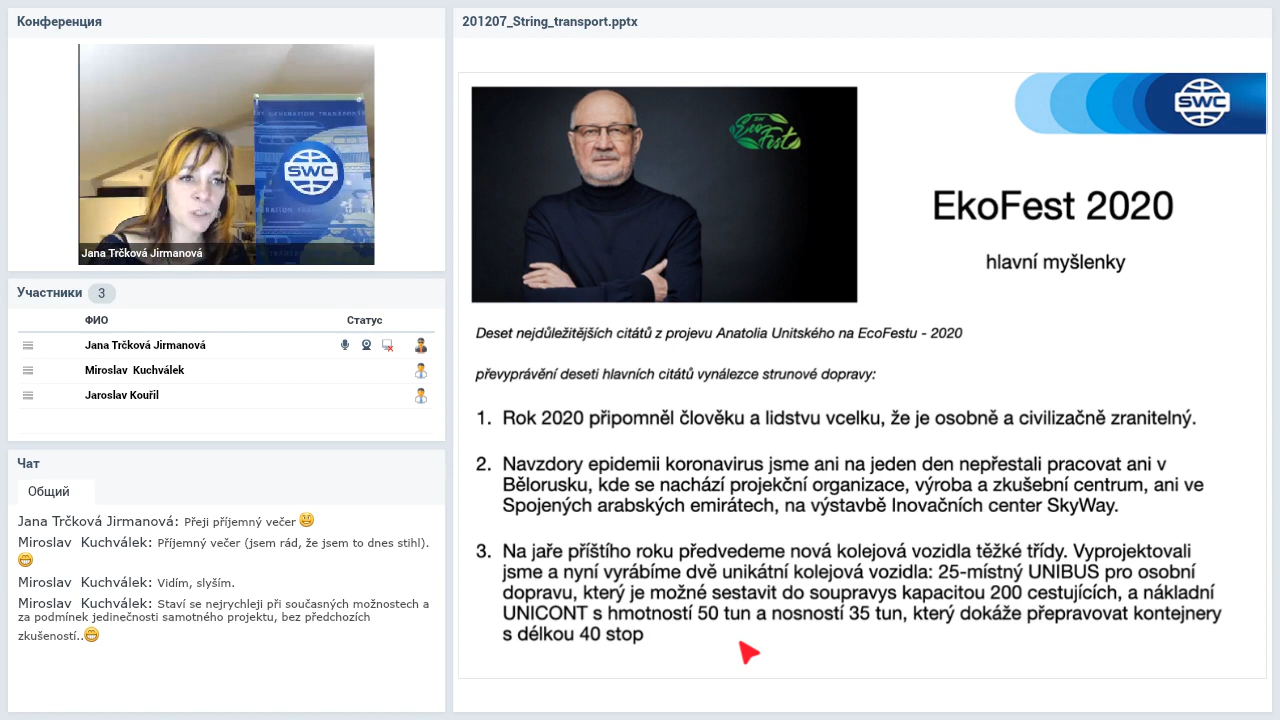 Конференция
SWC
Jana Trčková Jirmanová
Участники 3
ФИО Статус
Jana Trčková Jirmanová
Miroslav Kuchválek
Jaroslav Kouřil
Чат
Общий
Jana Trčková Jirmanová: Přeji příjemný večer
Miroslav Kuchválek: Příjemný večer (jsem rád, že jsem to dnes stihl).
Miroslav Kuchválek: Vidím, slyším.
Miroslav Kuchválek: Staví se nejrychleji při současných možnostech a
za podmínek jedinečnosti samotného projektu, bez předchozích
zkušeností..
201207_String_transport.pptx
Eco
Fest
SWC
EkoFest 2020
hlavní myšlenky
Deset nejdůležitějších citátů z projevu Anatolia Unitského na EcoFestu - 2020
převyprávění deseti hlavních citátů vynálezce strunové dopravy:
1. Rok 2020 připomněl člověku a lidstvu vcelku, že je osobně a civilizačně zranitelný.
2. Navzdory epidemii koronavirus jsme ani na jeden den nepřestali pracovat ani v
Bělorusku, kde se nachází projekční organizace, výroba a zkušební centrum, ani ve
Spojených arabských emirátech, na výstavbě Inovačních center SkyWay.
3. Na jaře příštího roku předvedeme nová kolejová vozidla těžké třídy. Vyprojektovali
jsme a nyní vyrábíme dvě unikátní kolejová vozidla: 25-místný UNIBUS pro osobní
dopravu, který je možné sestavit do soupravys kapacitou 200 cestujících, a nákladní
UNICONT s hmotností 50 tun a nosností 35 tun, který dokáže přepravovat kontejnery
s délkou 40 stop